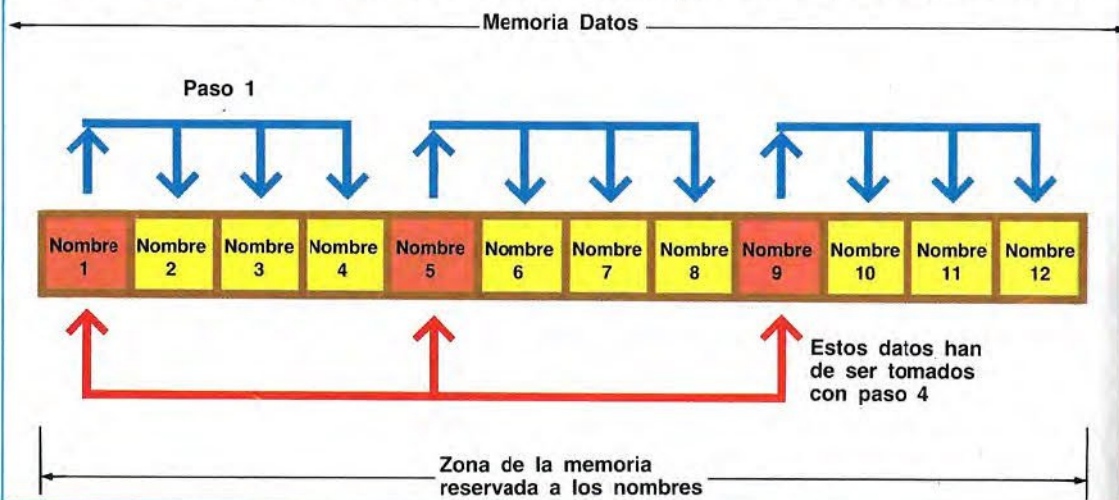 Memoria Datos
Paso 1
Nombre 1
Nombre 2
Nombre 3
Nombre 4
Nombre 5
Nombre 6
Nombre 7
Nombre 8
Nombre 9
Nombre 10
Nombre 11
Nombre 12
Estos datos han
de ser tomados
con paso 4
Zona de la memoria
reservada a los nombres